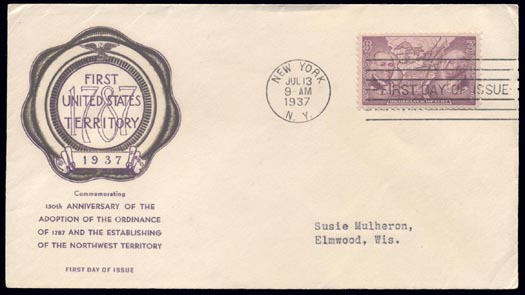 FIRST
1787
UNITED STATES
TERRITORY
1937
Commemorating
150th ANNIVERSARY OF THE
ADOPTION OF THE ORDINANCE
OF 1787 AND THE ESTABLISHING
OF THE NORTHWEST TERRITORY
FIRST DAY OF ISSUE
NEW YORK
JUL 13
9-AM
1937
N. Y.
FIRST DAY OF ISSUE
Susie Mulheron,
Elmwood, Wis.